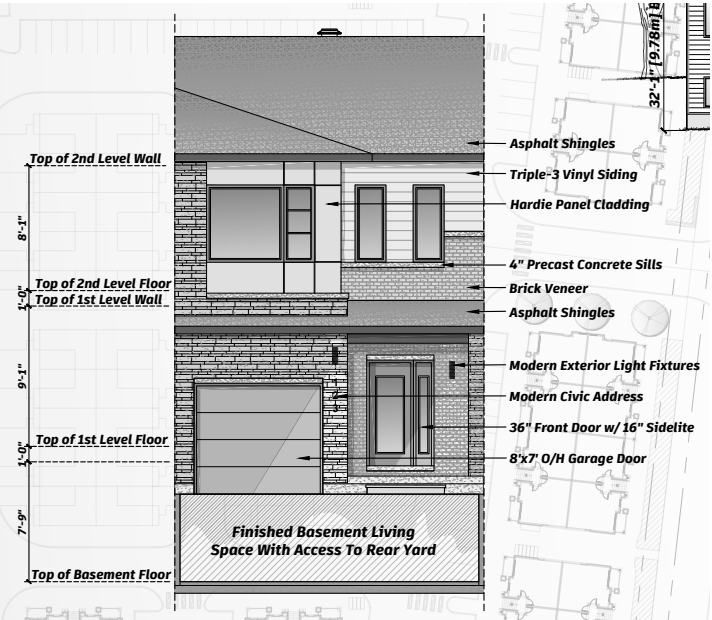 32'-1" [9.78m]
Asphalt Shingles
Top of 2nd Level Wall
Triple-3 Vinyl Siding
Hardie Panel Cladding
8'-1"
4" Precast Concrete Sills
Top of 2nd Level Floor
Brick Veneer
1'-0"
Top of 1st Level Wall
Asphalt Shingles
Modern Exterior Light Fixtures
9'-1"
Modern Civic Address
36" Front Door w/ 16" Sidelite
Top of 1st Level Floor
1'-0"
8'x7' O/H Garage Door
7'-9"
Finished Basement Living
Space With Access To Rear Yard
Top of Basement Floor